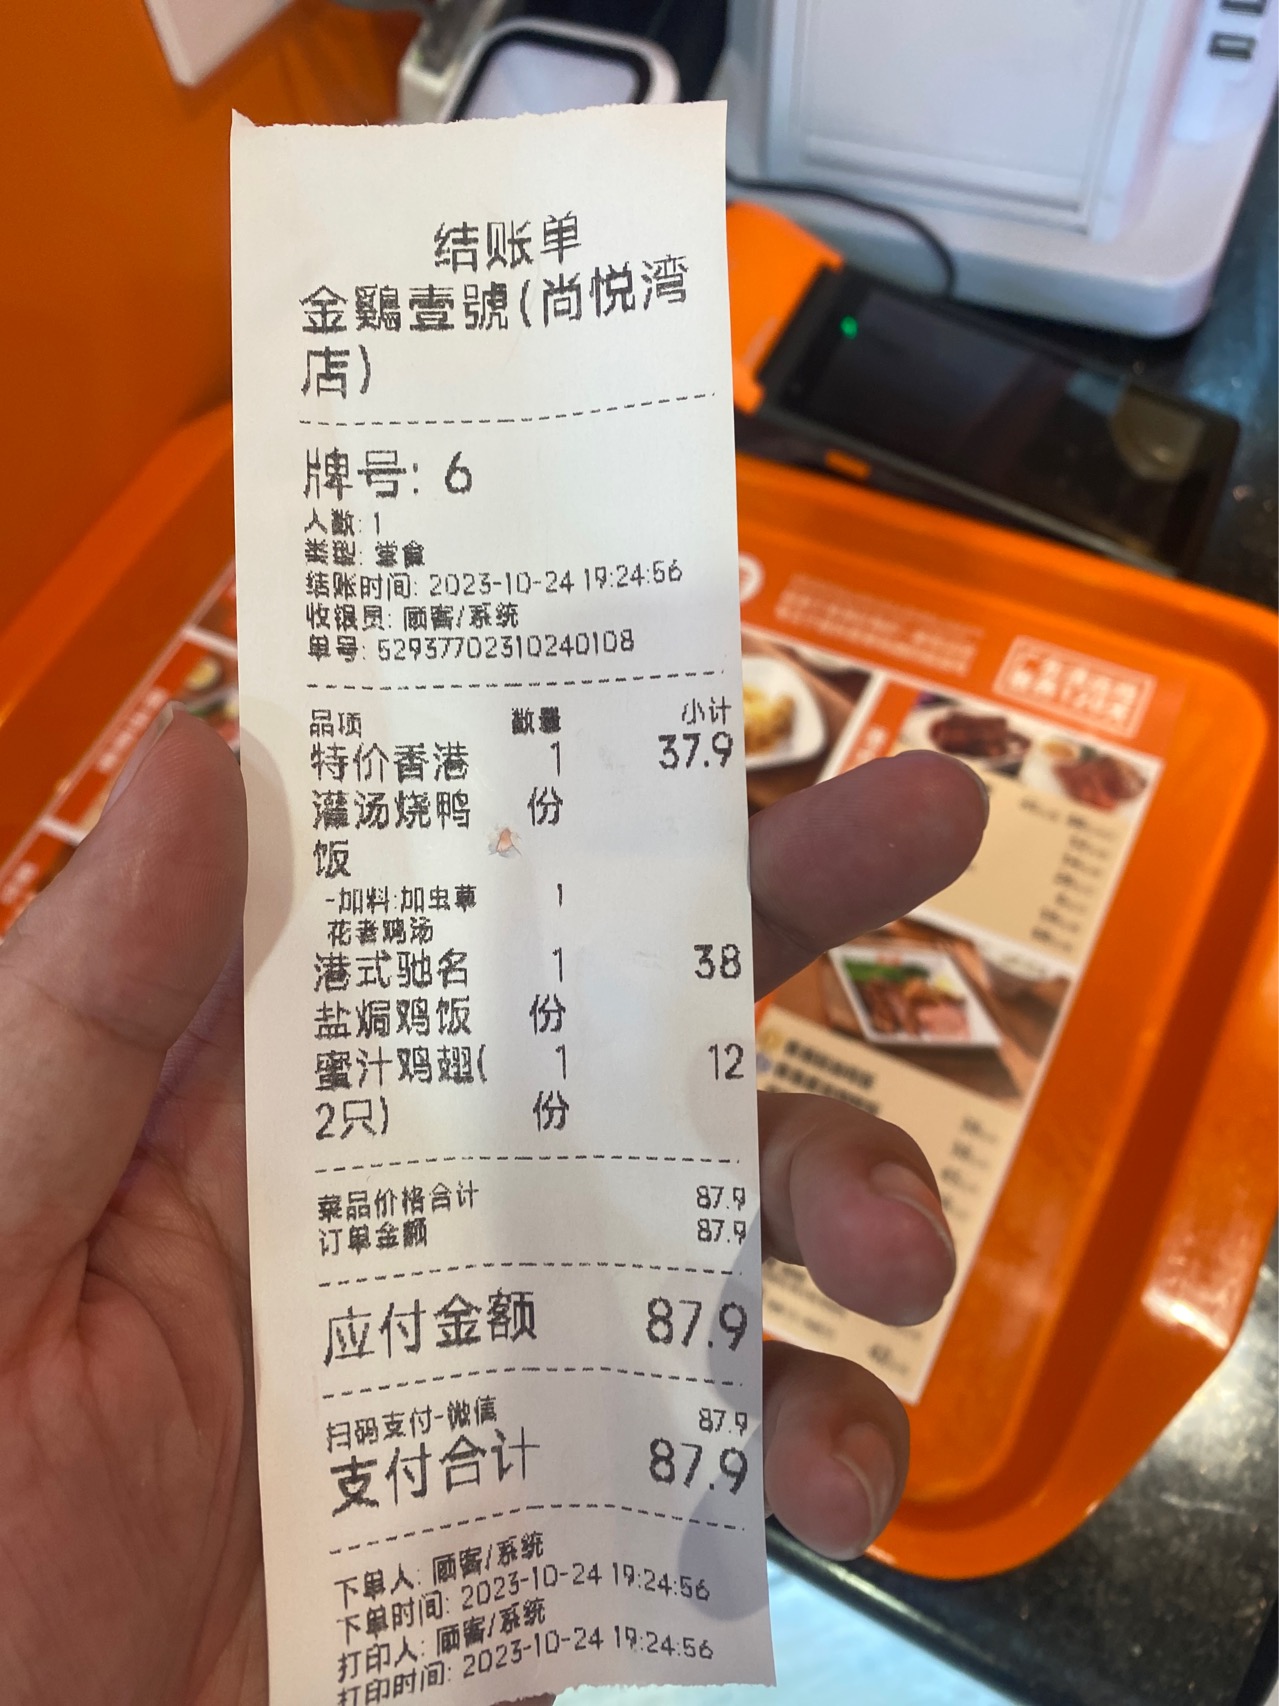 结账单
金鷄壹號(尚悦湾
店)
牌号: 6
人数: 1
类型: 堂食
结账时间: 2023-10-24 19:24:56
收银员: 顾客/系统
单号: 52937702310240108
品项 数量 小计
特价香港 1 37.9
灌汤烧鸭 份
饭
-加料:加虫草 1
花老鸡汤
港式驰名 1 38
盐焗鸡饭 份
蜜汁鸡翅( 1 12
2只) 份
菜品价格合计 87.9
订单金额 87.9
应付金额 87.9
扫码支付-微信 87.9
支付合计 87.9
下单人: 顾客/系统
下单时间: 2023-10-24 19:24:56
打印人: 顾客/系统
打印时间: 2023-10-24 19:24:56